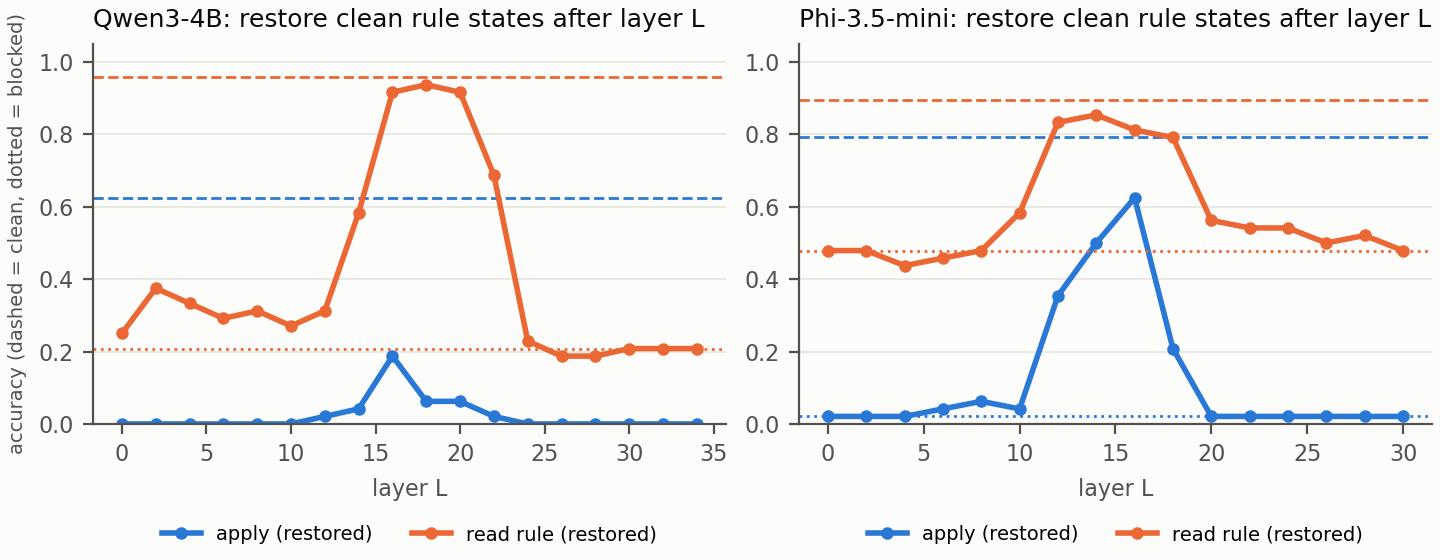 Qwen3-4B: restore clean rule states after layer L
accuracy (dashed = clean, dotted = blocked)
1.0
0.8
0.6
0.4
0.2
0.0
0 5 10 15 20 25 30 35
layer L
apply (restored) read rule (restored)
Phi-3.5-mini: restore clean rule states after layer L
1.0
0.8
0.6
0.4
0.2
0.0
0 5 10 15 20 25 30
layer L
apply (restored) read rule (restored)